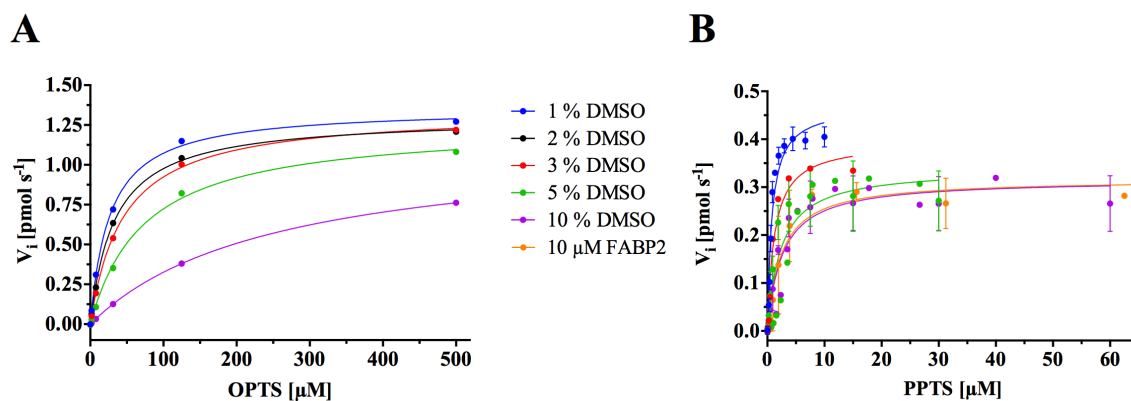 A
B
V_i [pmol s⁻¹]
1.50
1.25
1.00
0.75
0.50
0.25
0.00
0
100
200
300
400
500
OPTS [µM]
1 % DMSO
2 % DMSO
3 % DMSO
5 % DMSO
10 % DMSO
10 µM FABP2
V_i [pmol s⁻¹]
0.5
0.4
0.3
0.2
0.1
0.0
0
10
20
30
40
50
60
PPTS [µM]